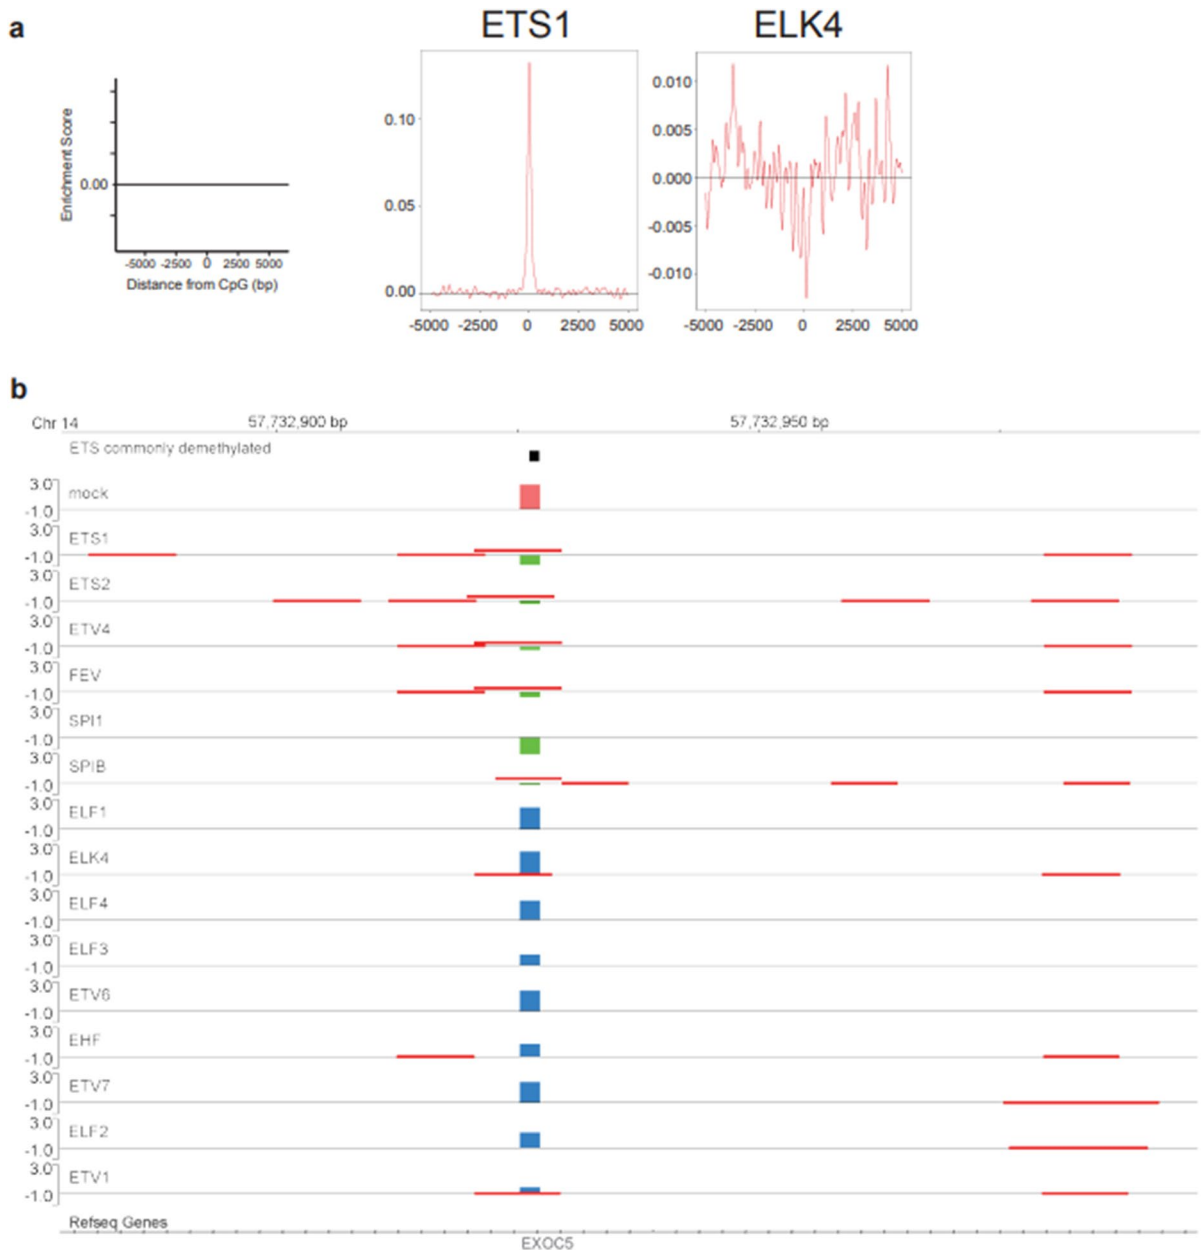 a
ETS1
ELK4
Enrichment Score
0.00
-5000 -2500 0 2500 5000
Distance from CpG (bp)
0.10
0.05
0.00
-5000 -2500 0 2500 5000
0.010
0.005
0.000
-0.005
-0.010
-5000 -2500 0 2500 5000
b
Chr 14 57,732,900 bp 57,732,950 bp
ETS commonly demethylated
3.0
mock
-1.0
3.0
ETS1
-1.0
3.0
ETS2
-1.0
3.0
ETV4
-1.0
3.0
FEV
-1.0
3.0
SPI1
-1.0
3.0
SPIB
-1.0
3.0
ELF1
-1.0
3.0
ELK4
-1.0
3.0
ELF4
-1.0
3.0
ELF3
-1.0
3.0
ETV6
-1.0
3.0
EHF
-1.0
3.0
ETV7
-1.0
3.0
ELF2
-1.0
3.0
ETV1
-1.0
Refseq Genes
EXOC5